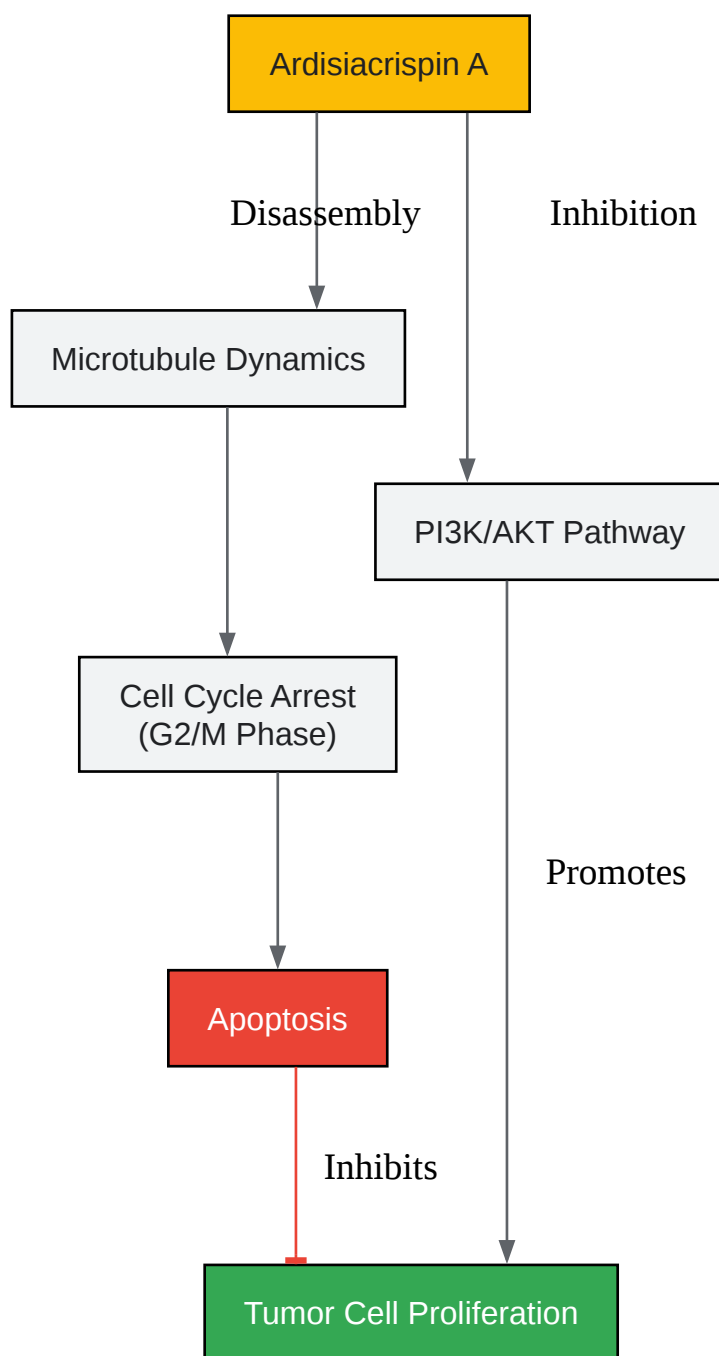 Ardisiacrispin A
Disassembly
Inhibition
Microtubule Dynamics
PI3K/AKT Pathway
Cell Cycle Arrest
(G2/M Phase)
Promotes
Apoptosis
Inhibits
Tumor Cell Proliferation